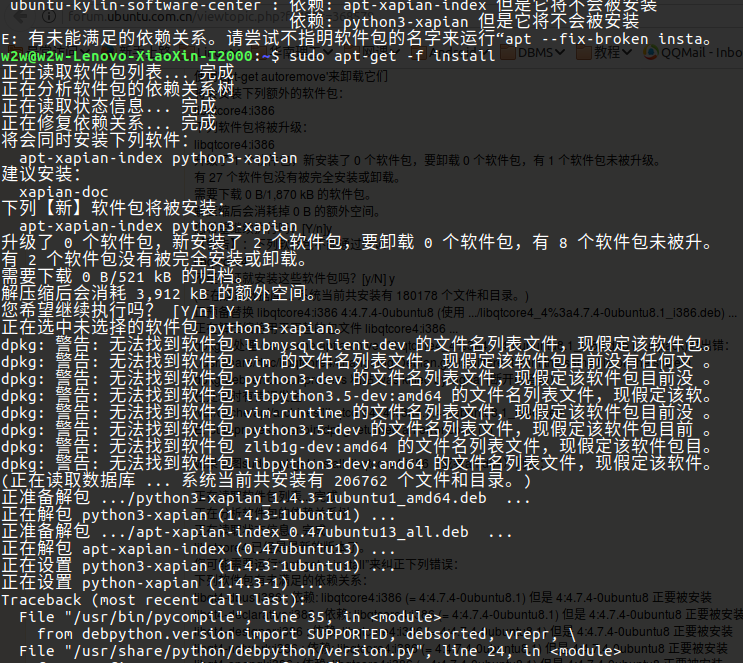 ubuntu-kylin-software-center : 依赖: apt-xapian-index 但是它将不会被安装
依赖: python3-xapian 但是它将不会被安装
E: 有未能满足的依赖关系。请尝试不指明软件包的名字来运行“apt --fix-broken insta。
w2w@w2w-Lenovo-XiaoXin-I2000:~$ sudo apt-get -f install
正在读取软件包列表... 完成
正在分析软件包的依赖关系树
正在读取状态信息... 完成
正在修复依赖关系... 完成
将会同时安装下列软件:
apt-xapian-index python3-xapian
建议安装:
xapian-doc
下列【新】软件包将被安装:
apt-xapian-index python3-xapian
升级了 0 个软件包，新安装了 2 个软件包，要卸载 0 个软件包，有 8 个软件包未被升。
有 2 个软件包没有被完全安装或卸载。
需要下载 0 B/521 kB 的归档。
解压缩后会消耗 3,912 kB 的额外空间。
您希望继续执行吗？ [Y/n] Y
正在选中未选择的软件包 python3-xapian。
dpkg: 警告: 无法找到软件包 libmysqlclient-dev 的文件名列表文件，现假定该软件包。
dpkg: 警告: 无法找到软件包 vim 的文件名列表文件，现假定该软件包目前没有任何文 。
dpkg: 警告: 无法找到软件包 python3-dev 的文件名列表文件，现假定该软件包目前没 。
dpkg: 警告: 无法找到软件包 libpython3.5-dev:amd64 的文件名列表文件，现假定该软。
dpkg: 警告: 无法找到软件包 vim-runtime 的文件名列表文件，现假定该软件包目前没 。
dpkg: 警告: 无法找到软件包 python3.5-dev 的文件名列表文件，现假定该软件包目前 。
dpkg: 警告: 无法找到软件包 zlib1g-dev:amd64 的文件名列表文件，现假定该软件包目。
dpkg: 警告: 无法找到软件包 libpython3-dev:amd64 的文件名列表文件，现假定该软件。
(正在读取数据库 ... 系统当前共安装有 206762 个文件和目录。)
正准备解包 .../python3-xapian_1.4.3-1ubuntu1_amd64.deb ...
正在解包 python3-xapian (1.4.3-1ubuntu1) ...
正准备解包 .../apt-xapian-index_0.47ubuntu13_all.deb ...
正在解包 apt-xapian-index (0.47ubuntu13) ...
正在设置 python3-xapian (1.4.3-1ubuntu1) ...
正在设置 python-xapian (1.4.3-1) ...
Traceback (most recent call last):
File "/usr/bin/pycompile", line 35, in <module>
from debpython.version import SUPPORTED, debsorted, vrepr, \
File "/usr/share/python/debpython/version.py", line 24, in <module>